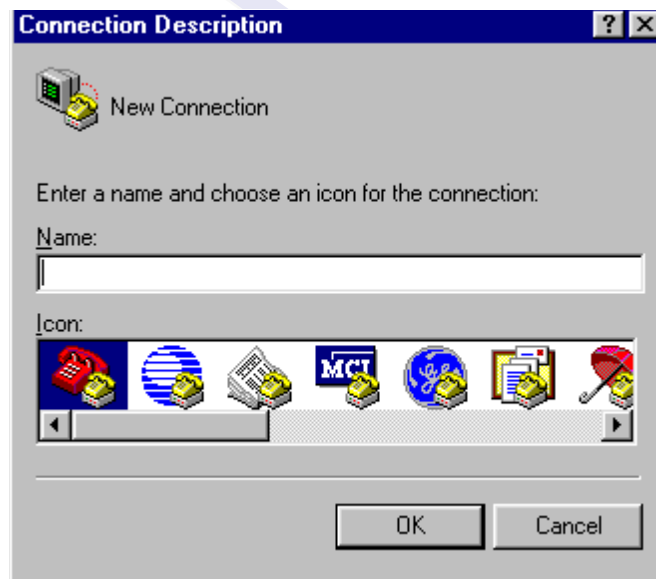 Connection Description
New Connection
Enter a name and choose an icon for the connection:
Name:
Icon:
MCI
OK Cancel